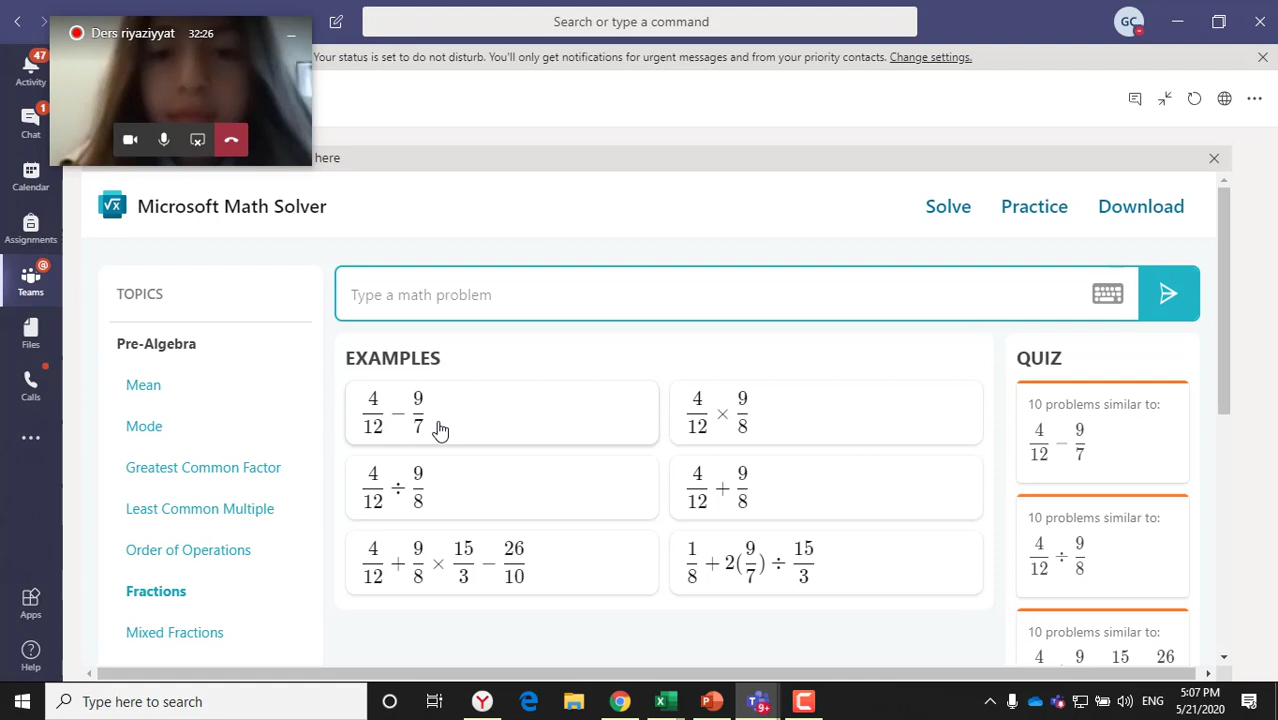 Search or type a command
GC
Ders riyaziyyat 32:26
Your status is set to do not disturb. You'll only get notifications for urgent messages and from your priority contacts. Change settings.
47
Activity
1
Chat
Calendar
Assignments
@
Teams
Files
Calls
Apps
Help
here
√x Microsoft Math Solver
Solve Practice Download
TOPICS
Pre-Algebra
Mean
Mode
Greatest Common Factor
Least Common Multiple
Order of Operations
Fractions
Mixed Fractions
Type a math problem
EXAMPLES
4/12 − 9/7
4/12 × 9/8
4/12 ÷ 9/8
4/12 + 9/8
4/12 + 9/8 × 15/3 − 26/10
1/8 + 2(9/7) ÷ 15/3
QUIZ
10 problems similar to:
4/12 − 9/7
10 problems similar to:
4/12 ÷ 9/8
10 problems similar to:
4 9 15 26
Type here to search
9+
ENG
5:07 PM
5/21/2020